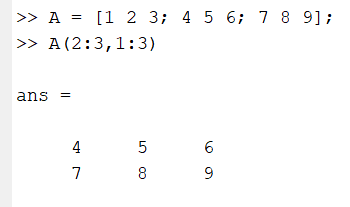 >> A = [1 2 3; 4 5 6; 7 8 9];
>> A(2:3,1:3)
ans =
4 5 6
7 8 9